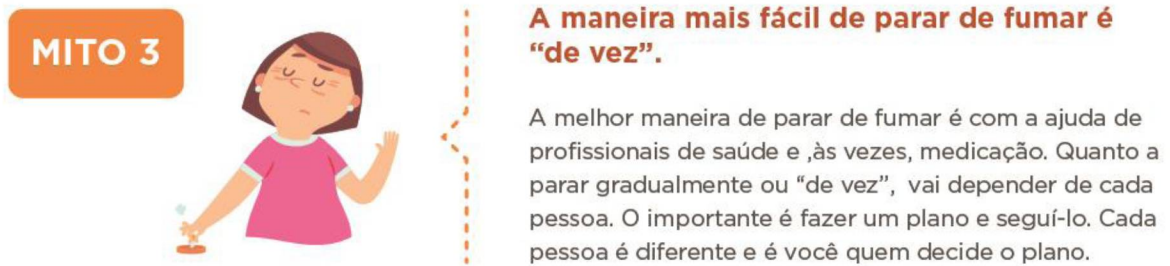 MITO 3
A maneira mais fácil de parar de fumar é
“de vez”.
A melhor maneira de parar de fumar é com a ajuda de
profissionais de saúde e ,às vezes, medicação. Quanto a
parar gradualmente ou “de vez”, vai depender de cada
pessoa. O importante é fazer um plano e seguí-lo. Cada
pessoa é diferente e é você quem decide o plano.